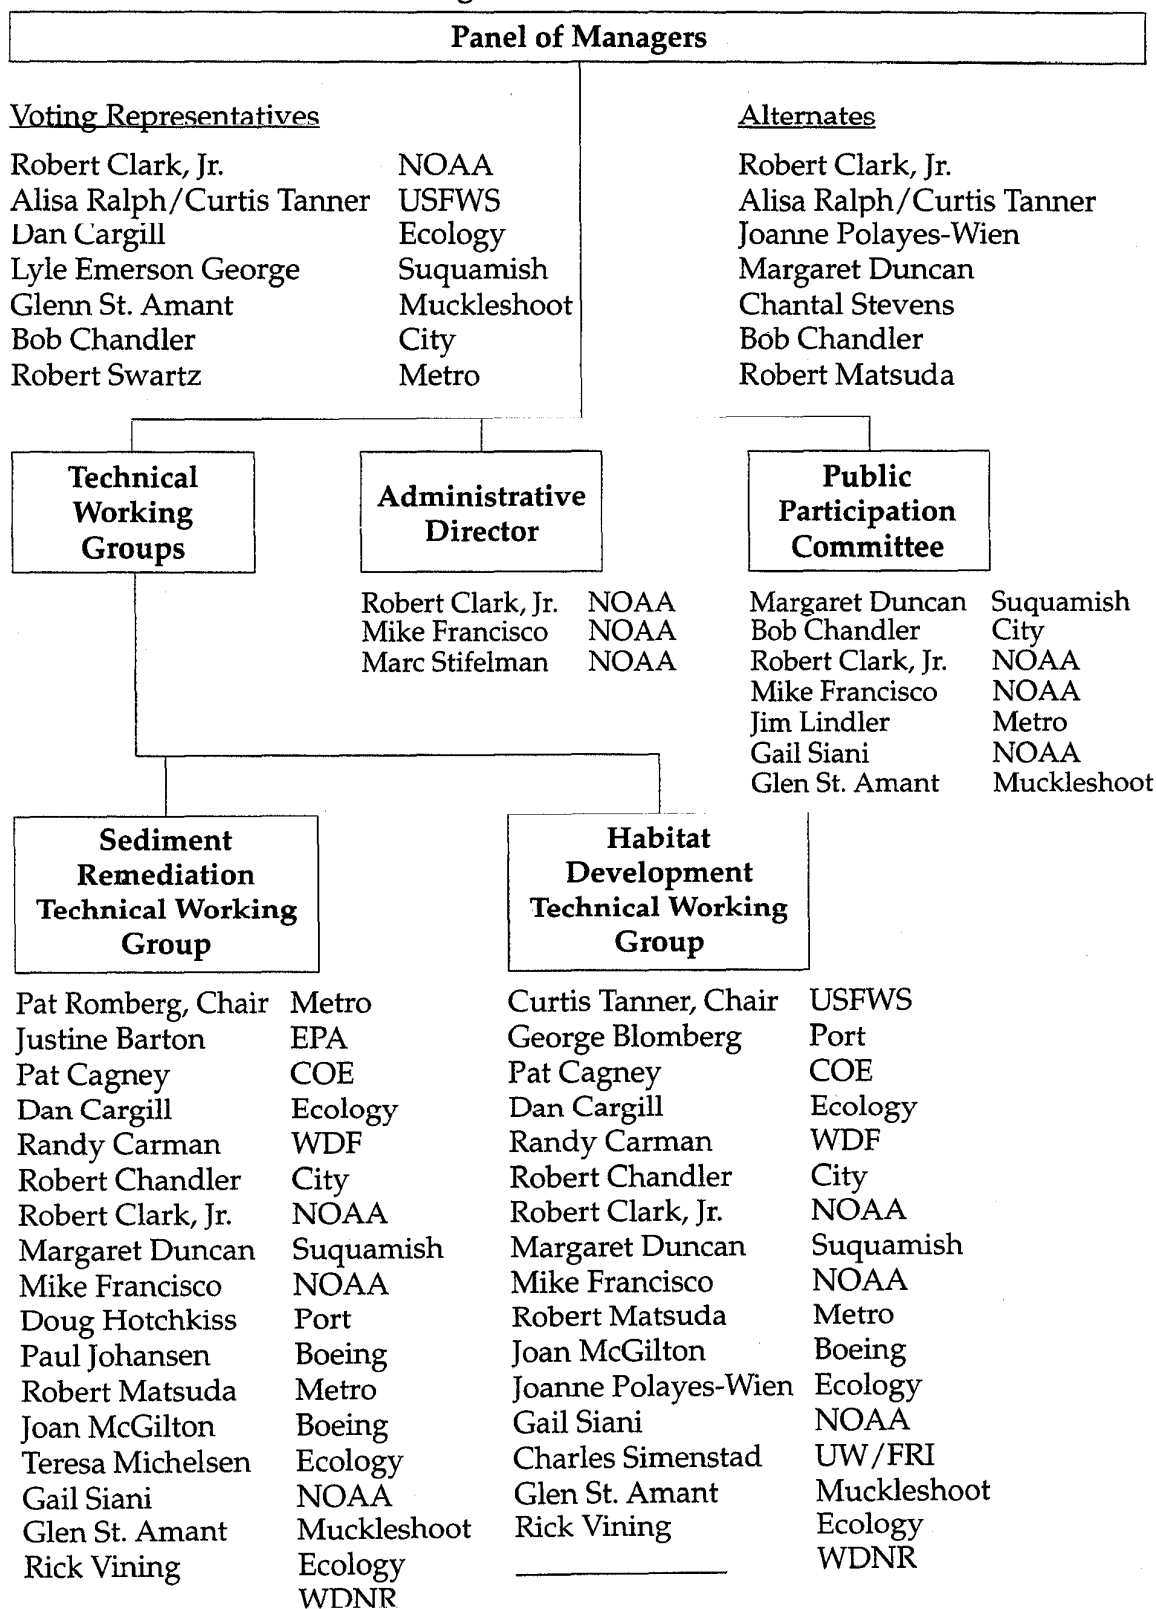 Panel of Managers
Voting Representatives Alternates
Robert Clark, Jr. NOAA Robert Clark, Jr.
Alisa Ralph/Curtis Tanner USFWS Alisa Ralph/Curtis Tanner
Dan Cargill Ecology Joanne Polayes-Wien
Lyle Emerson George Suquamish Margaret Duncan
Glenn St. Amant Muckleshoot Chantal Stevens
Bob Chandler City Bob Chandler
Robert Swartz Metro Robert Matsuda
Technical
Working
Groups
Administrative
Director
Public
Participation
Committee
Robert Clark, Jr. NOAA
Mike Francisco NOAA
Marc Stifelman NOAA
Margaret Duncan Suquamish
Bob Chandler City
Robert Clark, Jr. NOAA
Mike Francisco NOAA
Jim Lindler Metro
Gail Siani NOAA
Glen St. Amant Muckleshoot
Sediment
Remediation
Technical Working
Group
Pat Romberg, Chair Metro
Justine Barton EPA
Pat Cagney COE
Dan Cargill Ecology
Randy Carman WDF
Robert Chandler City
Robert Clark, Jr. NOAA
Margaret Duncan Suquamish
Mike Francisco NOAA
Doug Hotchkiss Port
Paul Johansen Boeing
Robert Matsuda Metro
Joan McGilton Boeing
Teresa Michelsen Ecology
Gail Siani NOAA
Glen St. Amant Muckleshoot
Rick Vining Ecology
WDNR
Habitat
Development
Technical Working
Group
Curtis Tanner, Chair USFWS
George Blomberg Port
Pat Cagney COE
Dan Cargill Ecology
Randy Carman WDF
Robert Chandler City
Robert Clark, Jr. NOAA
Margaret Duncan Suquamish
Mike Francisco NOAA
Robert Matsuda Metro
Joan McGilton Boeing
Joanne Polayes-Wien Ecology
Gail Siani NOAA
Charles Simenstad UW/FRI
Glen St. Amant Muckleshoot
Rick Vining Ecology
WDNR